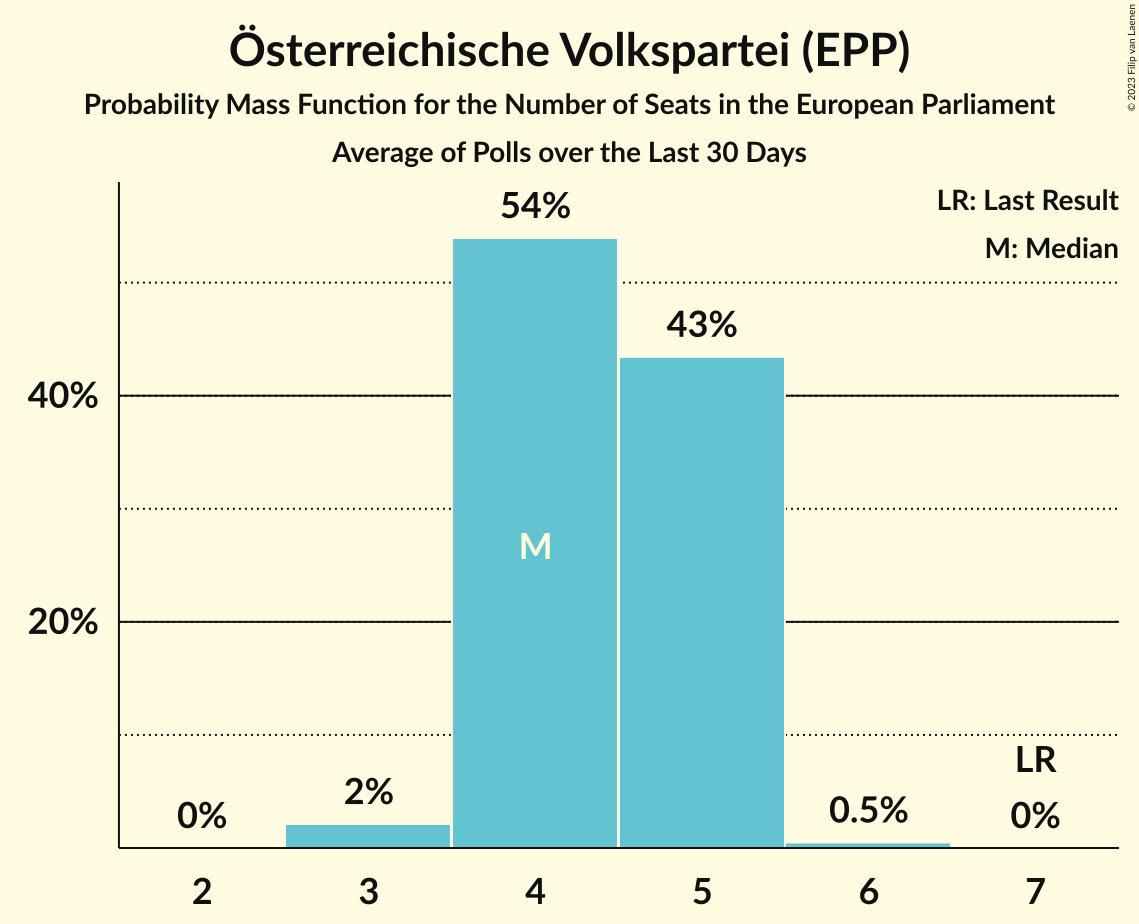 Österreichische Volkspartei (EPP)
Probability Mass Function for the Number of Seats in the European Parliament
Average of Polls over the Last 30 Days
© 2023 Filip van Laenen
LR: Last Result
M: Median
54%
43%
40%
M
20%
LR
0%
2%
0.5%
0%
2
3
4
5
6
7